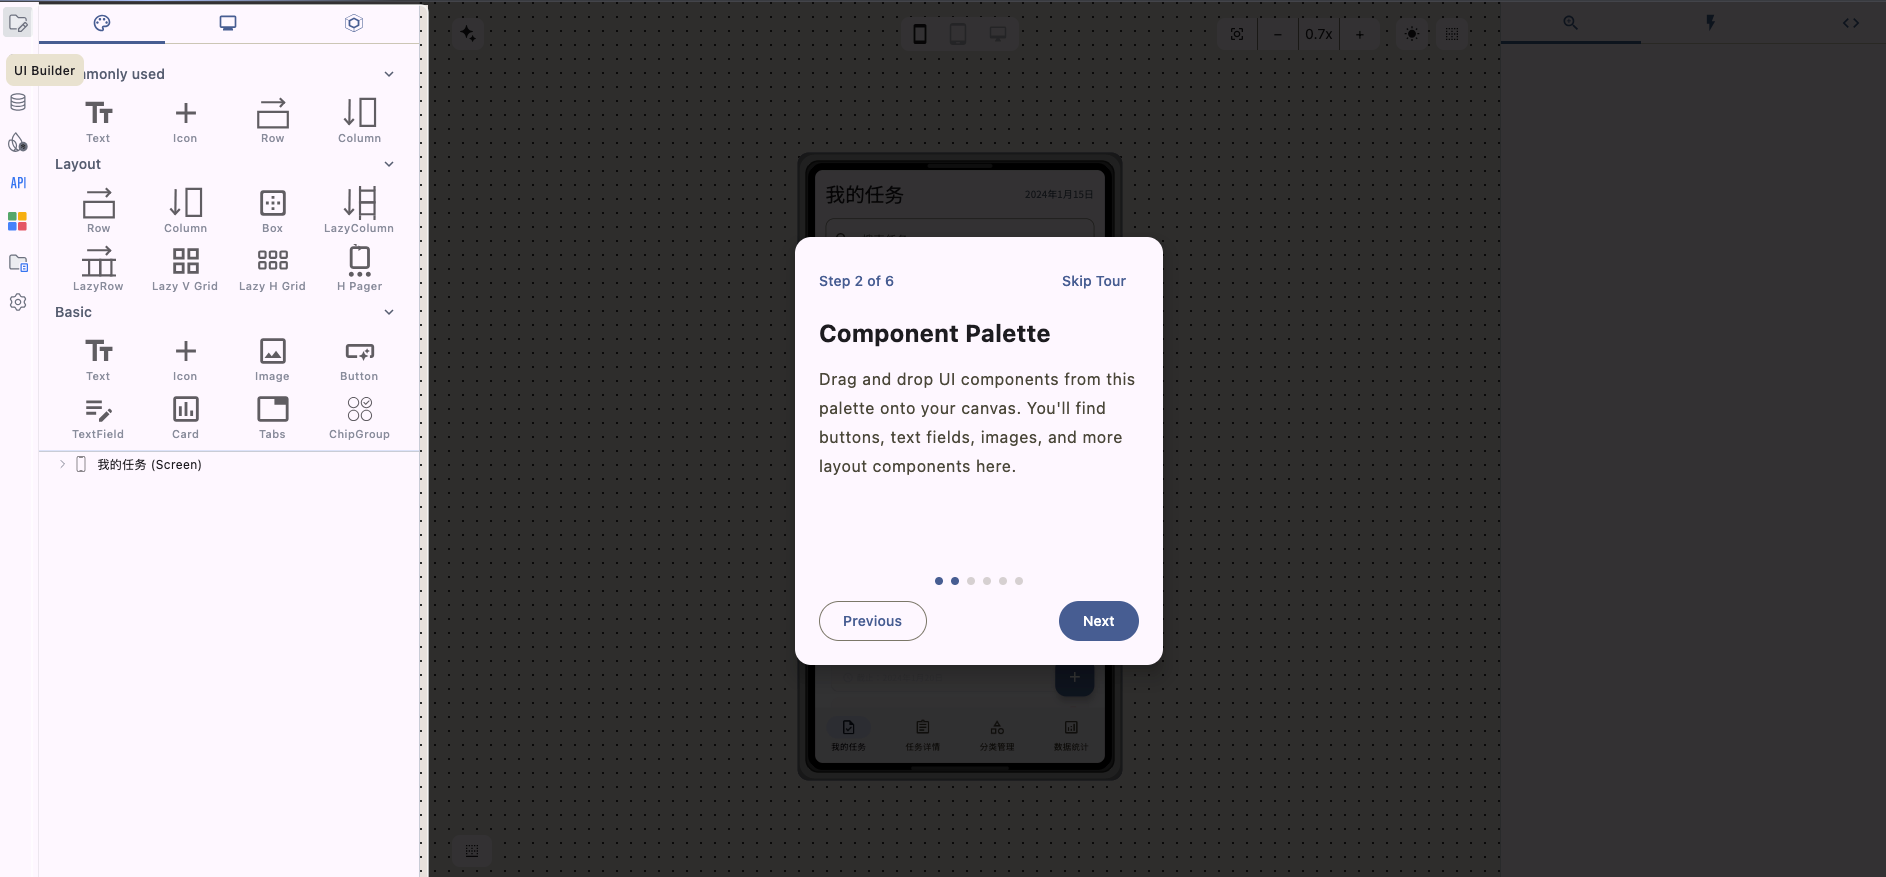 UI Builder
mmonly used
Text
Icon
Row
Column
Layout
Row
Column
Box
LazyColumn
LazyRow
Lazy V Grid
Lazy H Grid
H Pager
Basic
Text
Icon
Image
Button
TextField
Card
Tabs
ChipGroup
我的任务 (Screen)
API
0.7x
我的任务
2024年1月15日
Step 2 of 6
Skip Tour
Component Palette
Drag and drop UI components from this
palette onto your canvas. You'll find
buttons, text fields, images, and more
layout components here.
Previous
Next
我的任务
任务详情
分类管理
数据统计